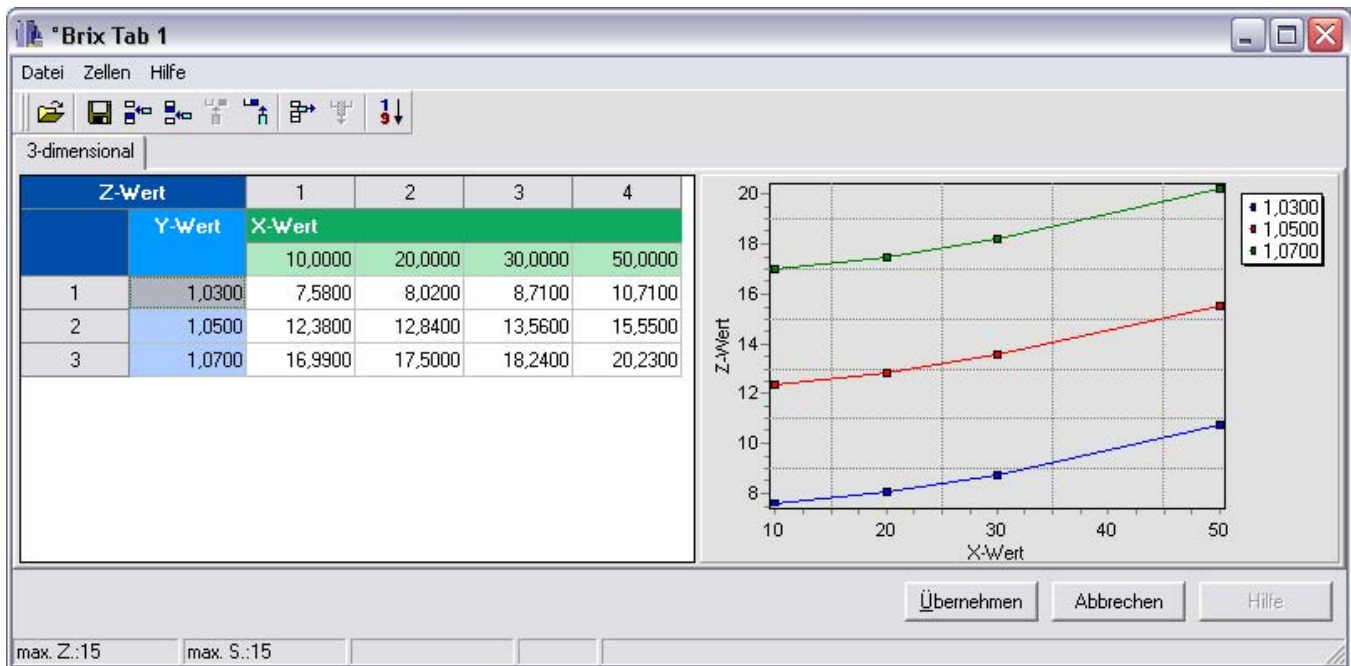 °Brix Tab 1
Datei Zellen Hilfe
3-dimensional
Z-Wert 1 2 3 4
Y-Wert X-Wert
10,0000 20,0000 30,0000 50,0000
1 1,0300 7,5800 8,0200 8,7100 10,7100
2 1,0500 12,3800 12,8400 13,5600 15,5500
3 1,0700 16,9900 17,5000 18,2400 20,2300
20
18
16
14
12
10
8
Z-Wert
10 20 30 40 50
X-Wert
1,0300
1,0500
1,0700
Übernehmen Abbrechen Hilfe
max. Z.:15 max. S.:15